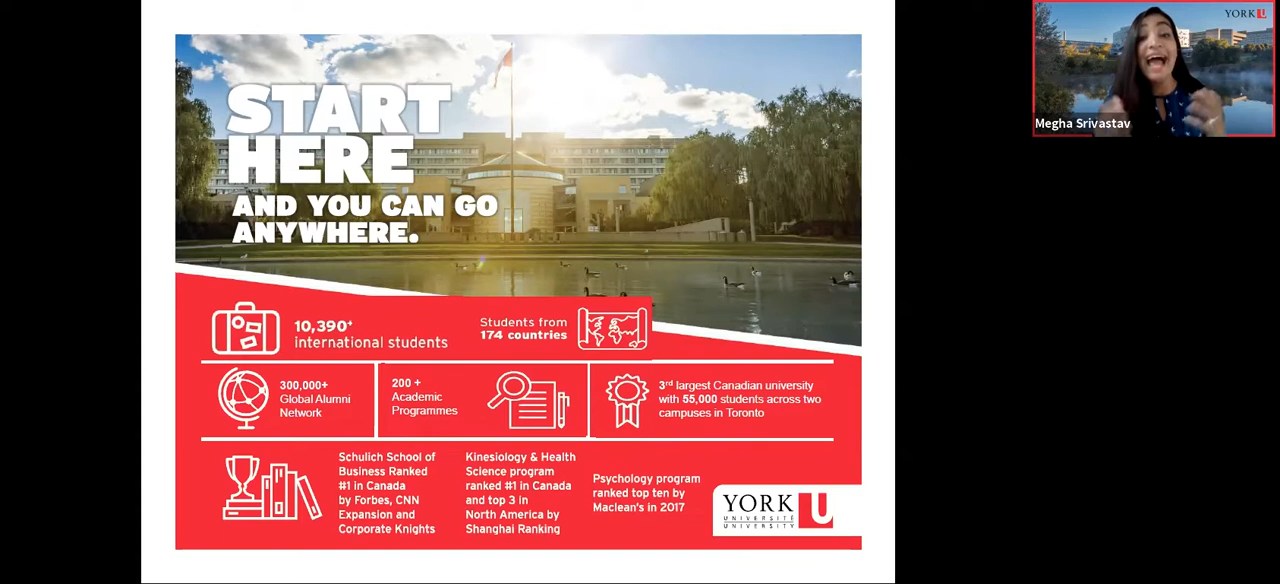 START
HERE
AND YOU CAN GO
ANYWHERE.
10,390+
international students
Students from
174 countries
300,000+
Global Alumni
Network
200 +
Academic
Programmes
3rd largest Canadian university
with 55,000 students across two
campuses in Toronto
Schulich School of
Business Ranked
#1 in Canada
by Forbes, CNN
Expansion and
Corporate Knights
Kinesiology & Health
Science program
ranked #1 in Canada
and top 3 in
North America by
Shanghai Ranking
Psychology program
ranked top ten by
Maclean's in 2017
YORK U
UNIVERSITÉ
UNIVERSITY
YORK U
Megha Srivastav